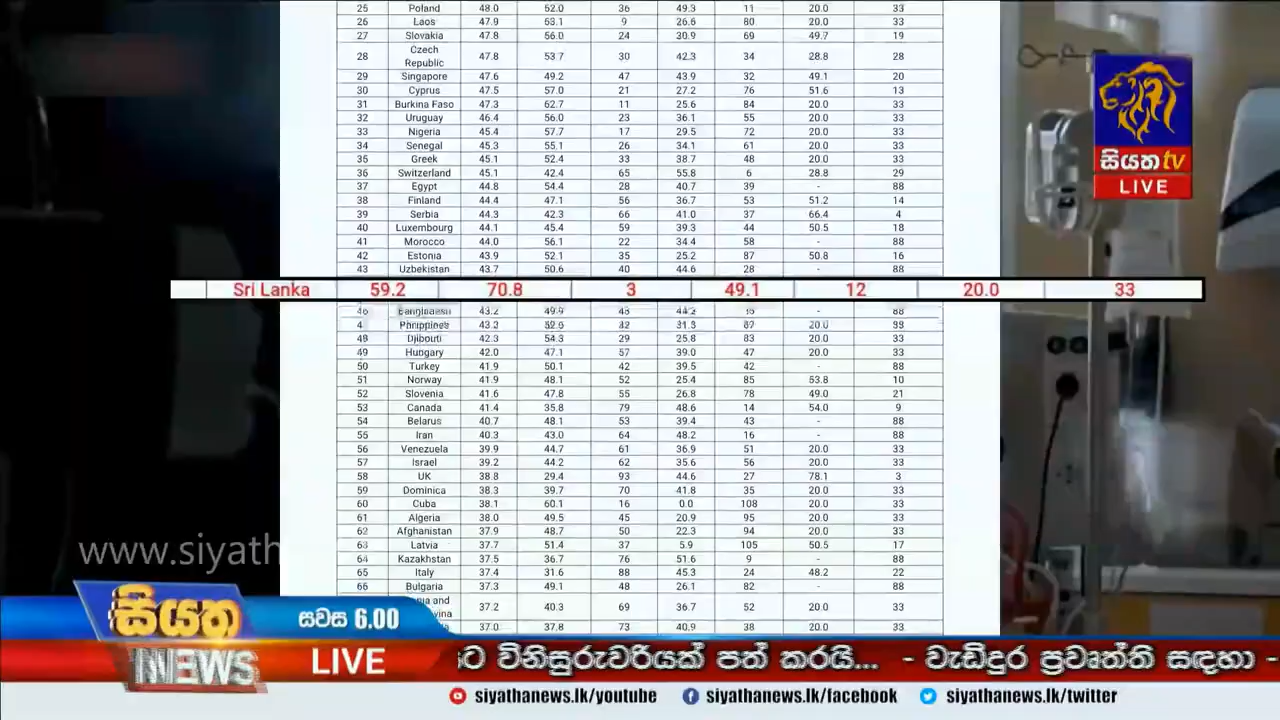 25 Poland 48.0 52.0 36 49.3 11 20.0 33
26 Laos 47.9 63.1 9 26.6 80 20.0 33
27 Slovakia 47.8 56.0 24 30.9 69 49.7 19
28 Czech Republic 47.8 53.7 30 42.3 34 28.8 28
29 Singapore 47.6 49.2 47 43.9 32 49.1 20
30 Cyprus 47.5 57.0 21 27.2 76 51.6 13
31 Burkina Faso 47.3 62.7 11 25.6 84 20.0 33
32 Uruguay 46.4 56.0 23 36.1 55 20.0 33
33 Nigeria 45.4 57.7 17 29.5 72 20.0 33
34 Senegal 45.3 55.1 26 34.1 61 20.0 33
35 Greek 45.1 52.4 33 38.7 48 20.0 33
36 Switzerland 45.1 42.4 65 55.8 6 28.8 29
37 Egypt 44.8 54.4 28 40.7 39 - 88
38 Finland 44.4 47.1 56 36.7 53 51.2 14
39 Serbia 44.3 42.3 66 41.0 37 66.4 4
40 Luxembourg 44.1 45.4 59 39.3 44 50.5 18
41 Morocco 44.0 56.1 22 34.4 58 - 88
42 Estonia 43.9 52.1 35 25.2 87 50.8 16
43 Uzbekistan 43.7 50.6 40 44.6 28 - 88
Sri Lanka 59.2 70.8 3 49.1 12 20.0 33
46 Bangladesh 43.2 49.9 43 44.2 - 88
Philippines 43.2 52.6 32 31.3 67 20.0 33
48 Djibouti 42.3 54.3 29 25.8 83 20.0 33
49 Hungary 42.0 47.1 57 39.0 47 20.0 33
50 Turkey 41.9 50.1 42 39.5 42 - 88
51 Norway 41.9 48.1 52 25.4 85 53.8 10
52 Slovenia 41.6 47.8 55 26.8 78 49.0 21
53 Canada 41.4 35.8 79 48.6 14 54.0 9
54 Belarus 40.7 48.1 53 39.4 43 - 88
55 Iran 40.3 43.0 64 48.2 16 - 88
56 Venezuela 39.9 44.7 61 36.9 51 20.0 33
57 Israel 39.2 44.2 62 35.6 56 20.0 33
58 UK 38.8 29.4 93 44.6 27 78.1 3
59 Dominica 38.3 39.7 70 41.8 35 20.0 33
60 Cuba 38.1 60.1 16 0.0 108 20.0 33
61 Algeria 38.0 49.5 45 20.9 95 20.0 33
62 Afghanistan 37.9 48.7 50 22.3 94 20.0 33
63 Latvia 37.7 51.4 37 5.9 105 50.5 17
64 Kazakhstan 37.5 36.7 76 51.6 9 - 88
65 Italy 37.4 31.6 88 45.3 24 48.2 22
66 Bulgaria 37.3 49.1 48 26.1 82 - 88
37.2 40.3 69 36.7 52 20.0 33
37.0 37.8 73 40.9 38 20.0 33
සියත tv
LIVE
www.siyath
සියත
NEWS
සවස 6.00
LIVE
විනිසුරුවරියක් පත් කරයි... - වැඩිදුර ප්‍රවෘත්ති සඳහා -
siyathanews.lk/youtube siyathanews.lk/facebook siyathanews.lk/twitter